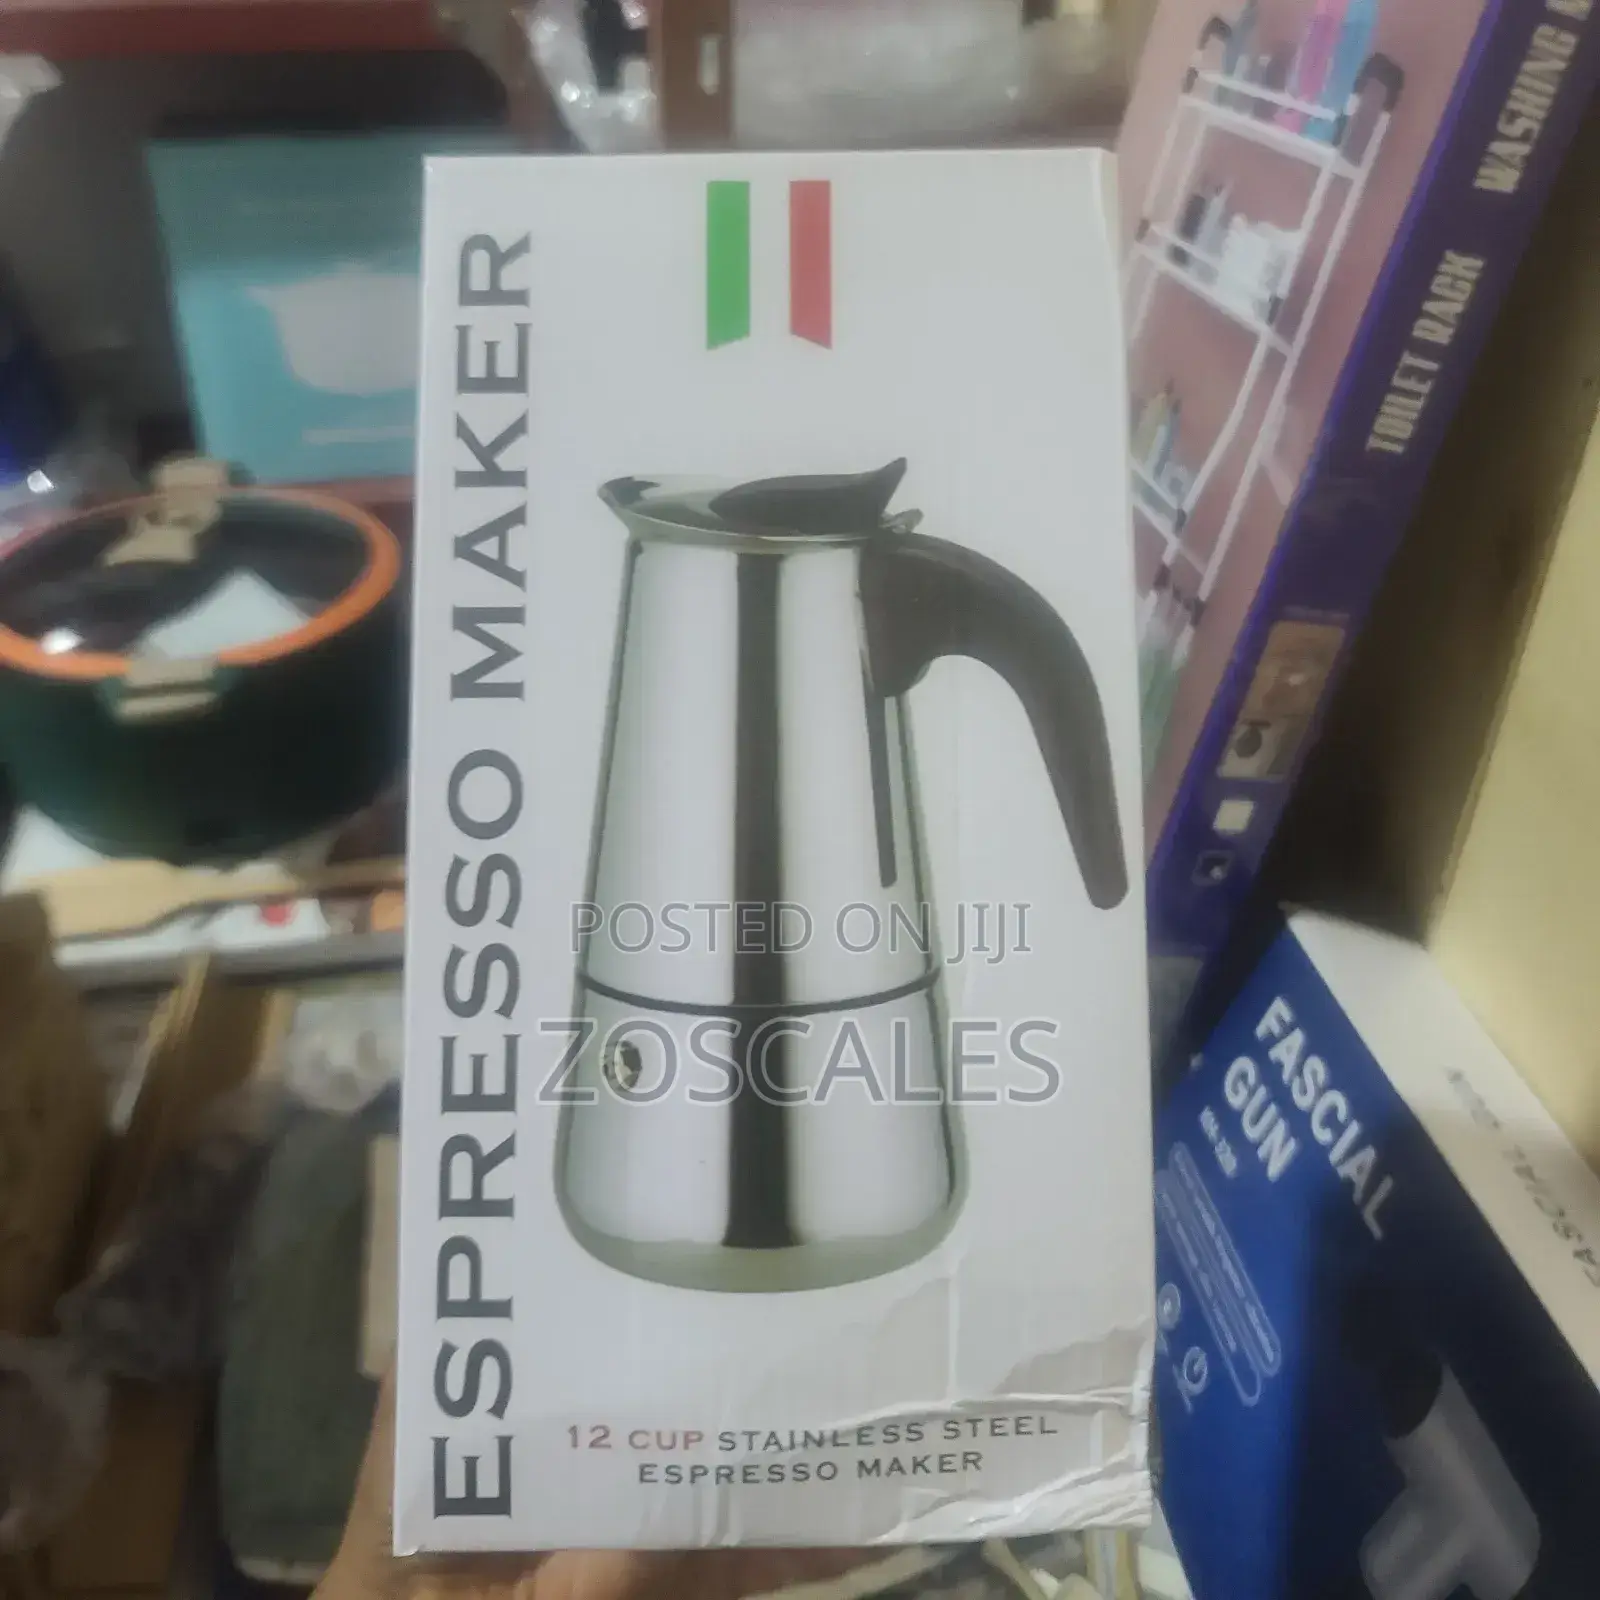 ESPRESSO MAKER
POSTED ON JIJI
ZOSCALES
12 CUP STAINLESS STEEL
ESPRESSO MAKER
TOILET RACK
WASHING
FASCIAL
GUN